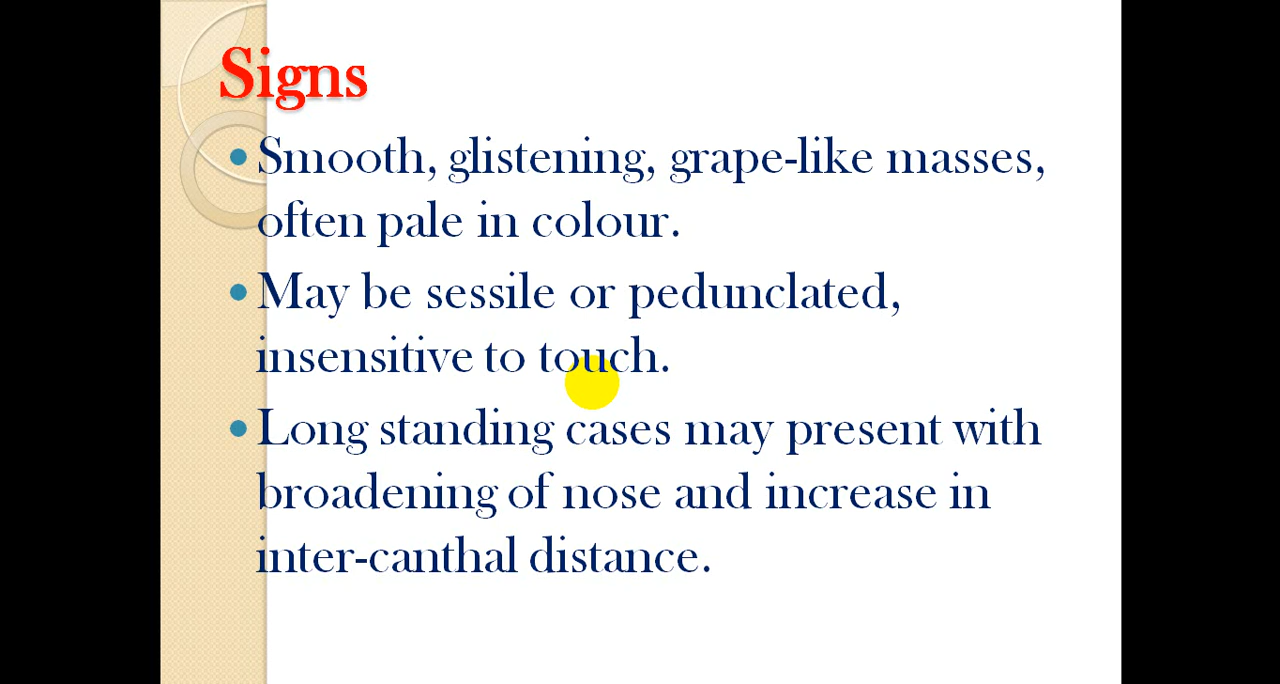 Signs
Smooth, glistening, grape-like masses,
often pale in colour.
May be sessile or pedunclated,
insensitive to touch.
Long standing cases may present with
broadening of nose and increase in
inter-canthal distance.